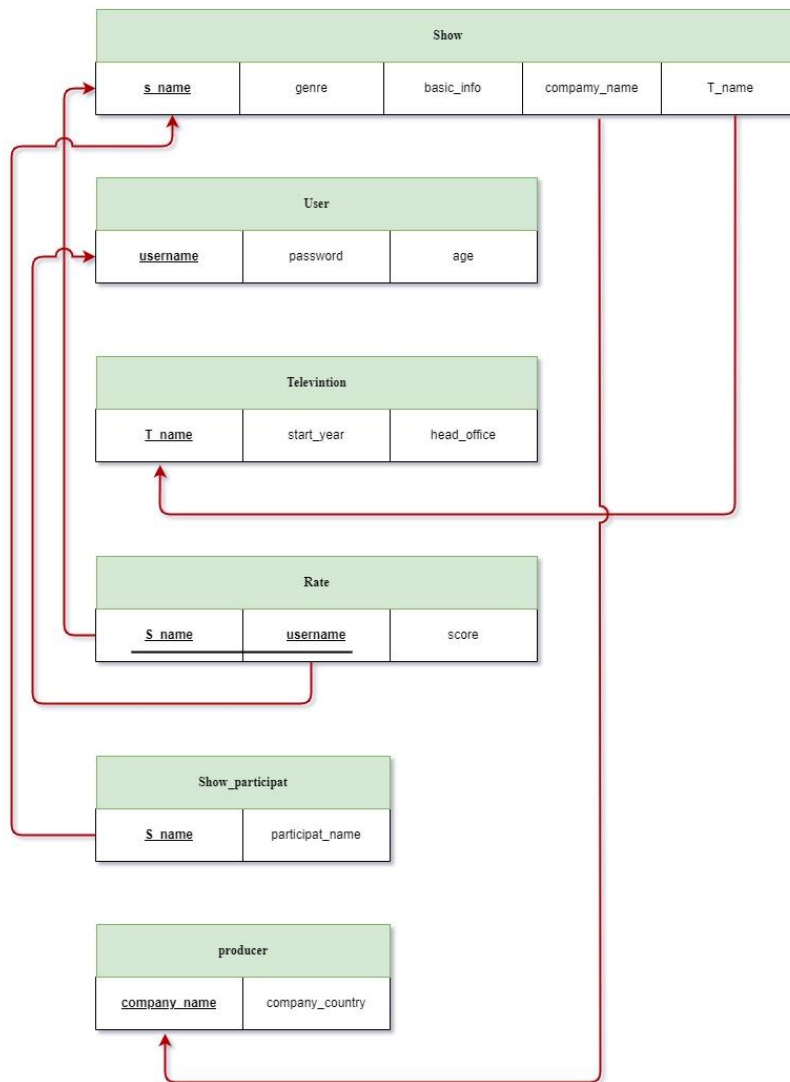 Show
s_name genre basic_info compamy_name T_name
User
username password age
Televintion
T_name start_year head_office
Rate
S_name username score
Show_participat
S_name participat_name
producer
company_name company_country